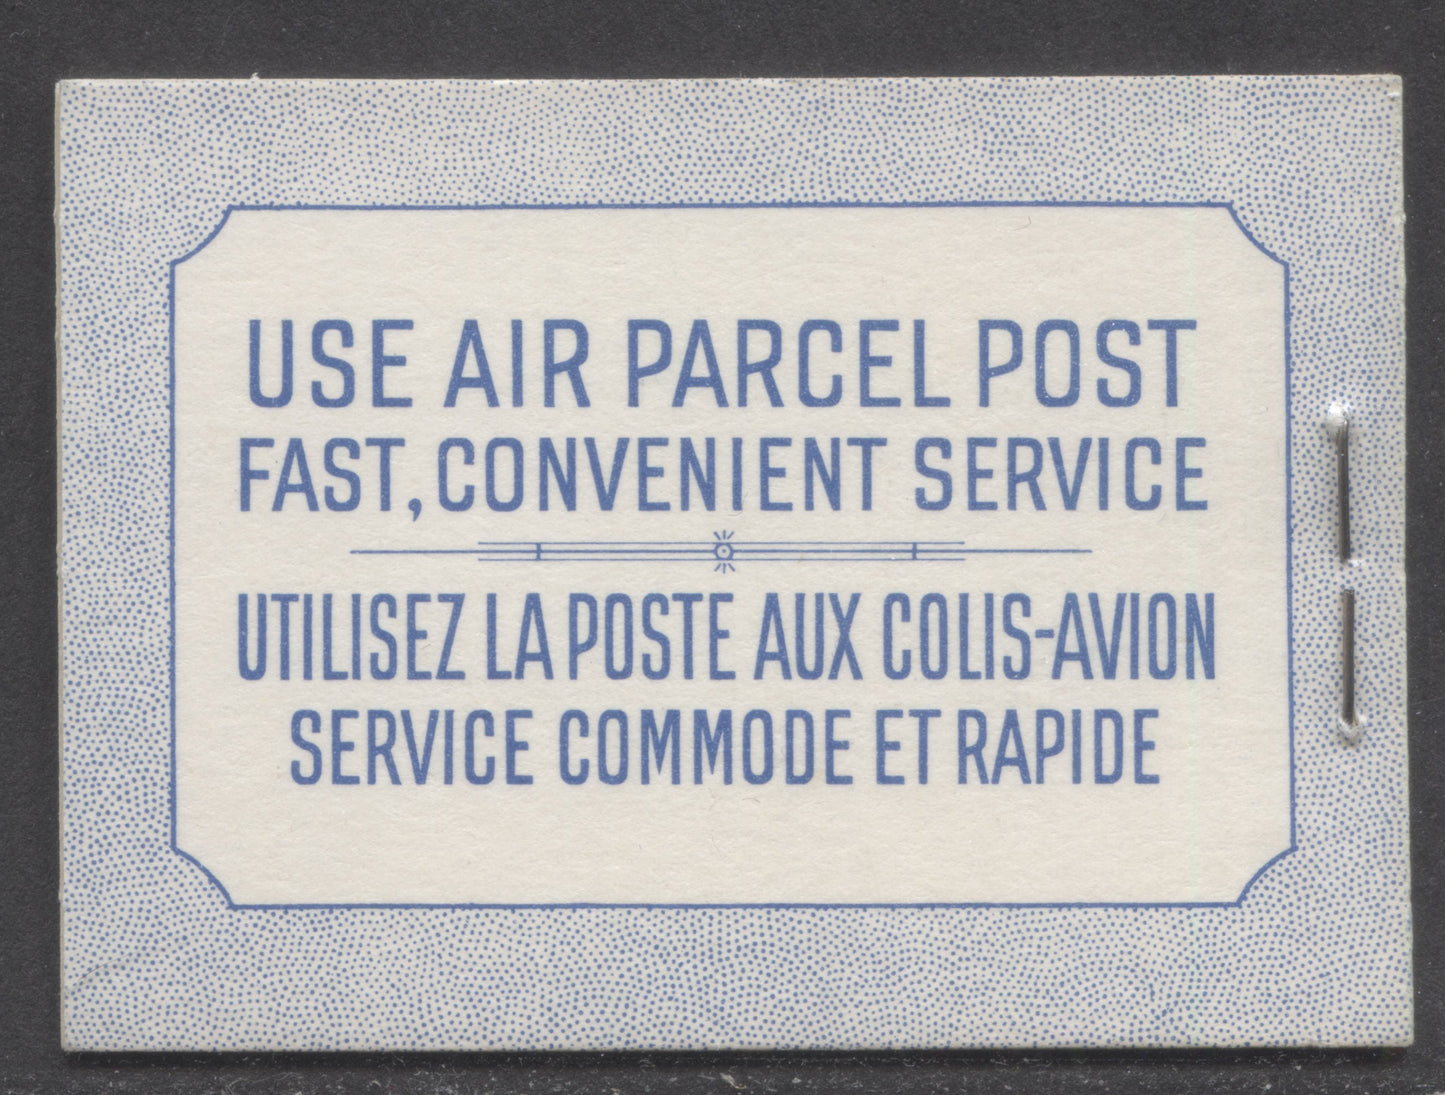 USE AIR PARCEL POST
FAST, CONVENIENT SERVICE
UTILISEZ LA POSTE AUX COLIS-AVION
SERVICE COMMODE ET RAPIDE